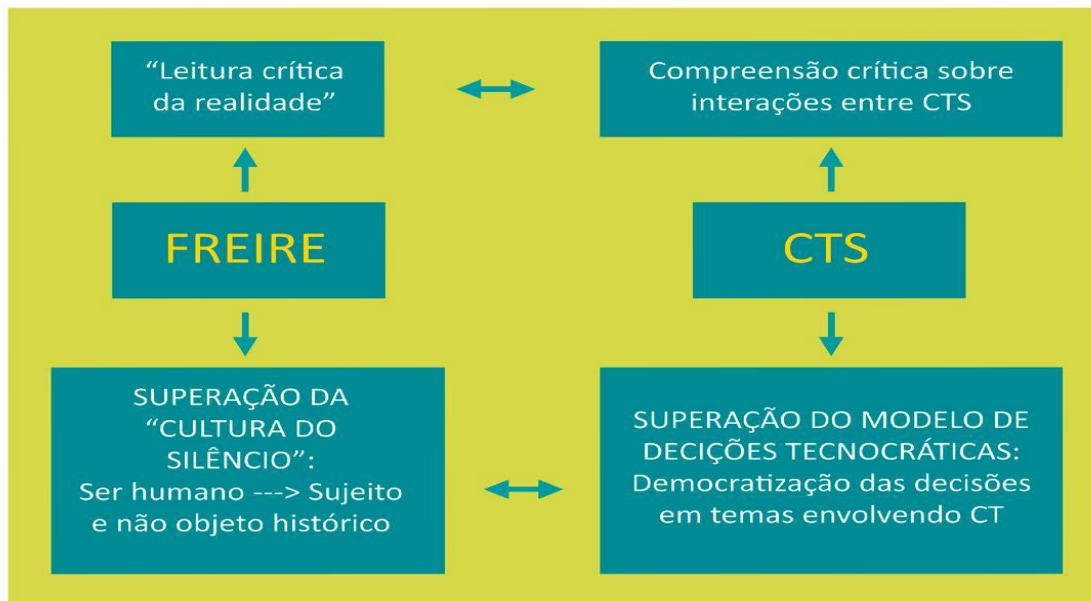 “Leitura crítica
da realidade”
Compreensão crítica sobre
interações entre CTS
FREIRE
CTS
SUPERAÇÃO DA
“CULTURA DO
SILÊNCIO”:
Ser humano ---> Sujeito
e não objeto histórico
SUPERAÇÃO DO MODELO DE
DECIÇÕES TECNOCRÁTICAS:
Democratização das decisões
em temas envolvendo CT